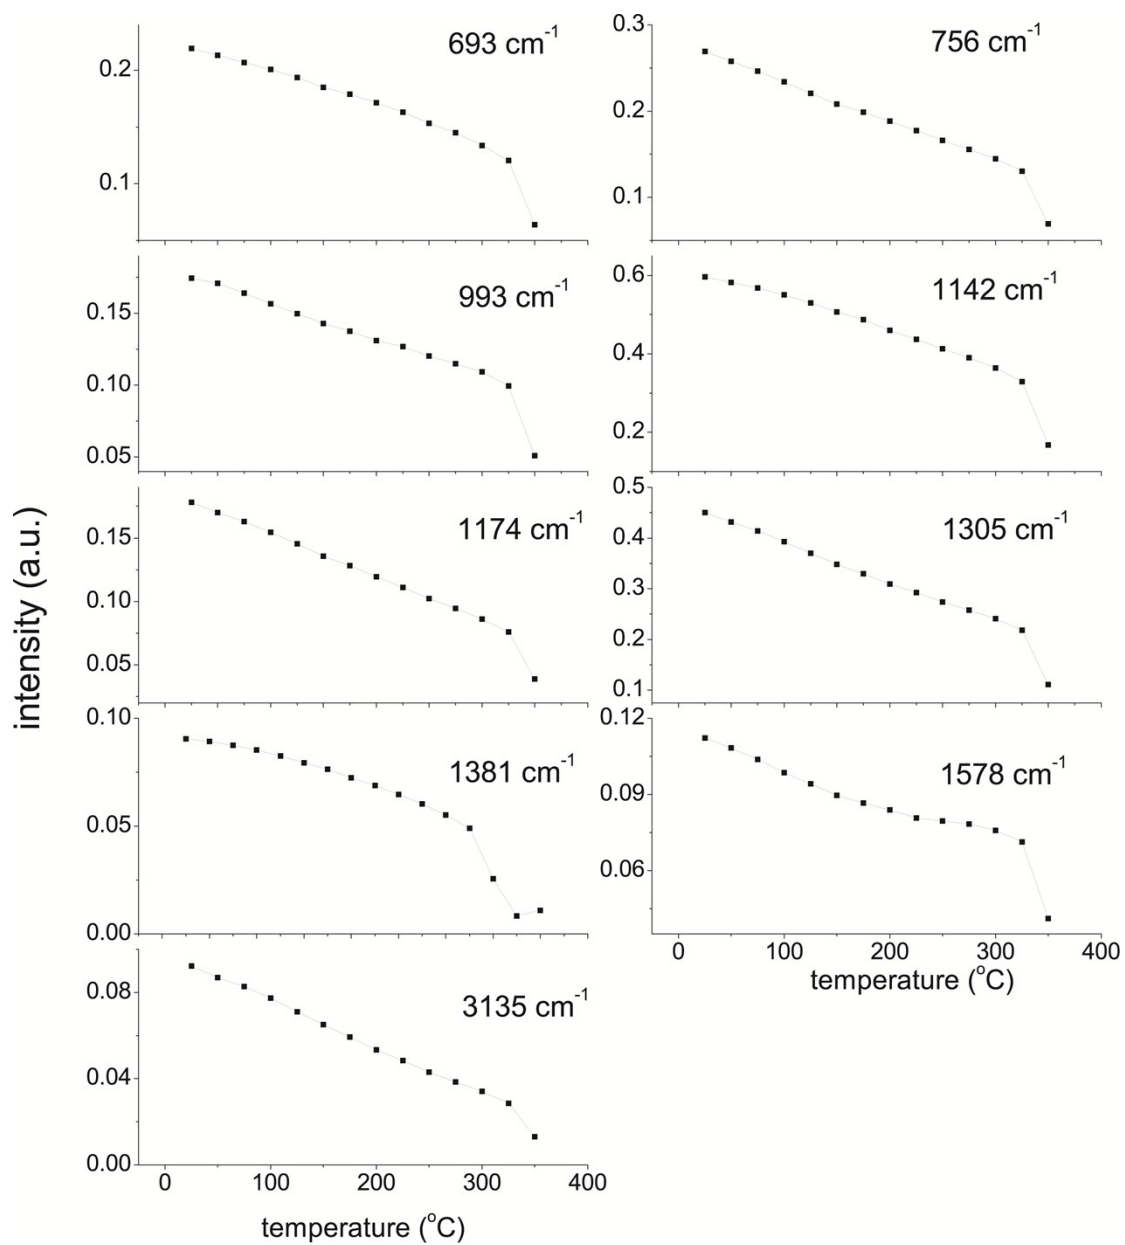 693 cm⁻¹
0.2
0.1
756 cm⁻¹
0.3
0.2
0.1
993 cm⁻¹
0.15
0.10
0.05
1142 cm⁻¹
0.6
0.4
0.2
intensity (a.u.)
1174 cm⁻¹
0.15
0.10
0.05
1305 cm⁻¹
0.5
0.4
0.3
0.2
0.1
1381 cm⁻¹
0.10
0.05
0.00
1578 cm⁻¹
0.12
0.09
0.06
0 100 200 300 400
temperature (°C)
3135 cm⁻¹
0.08
0.04
0.00
0 100 200 300 400
temperature (°C)